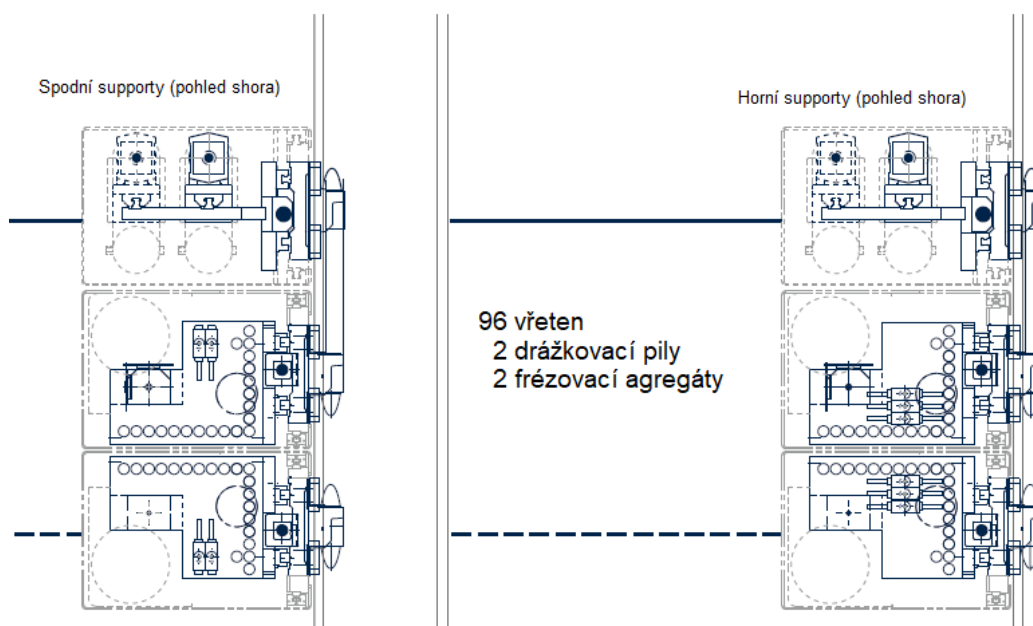 Spodní supporty (pohled shora)
Horní supporty (pohled shora)
96 vřeten
2 drážkovací pily
2 frézovací agregáty